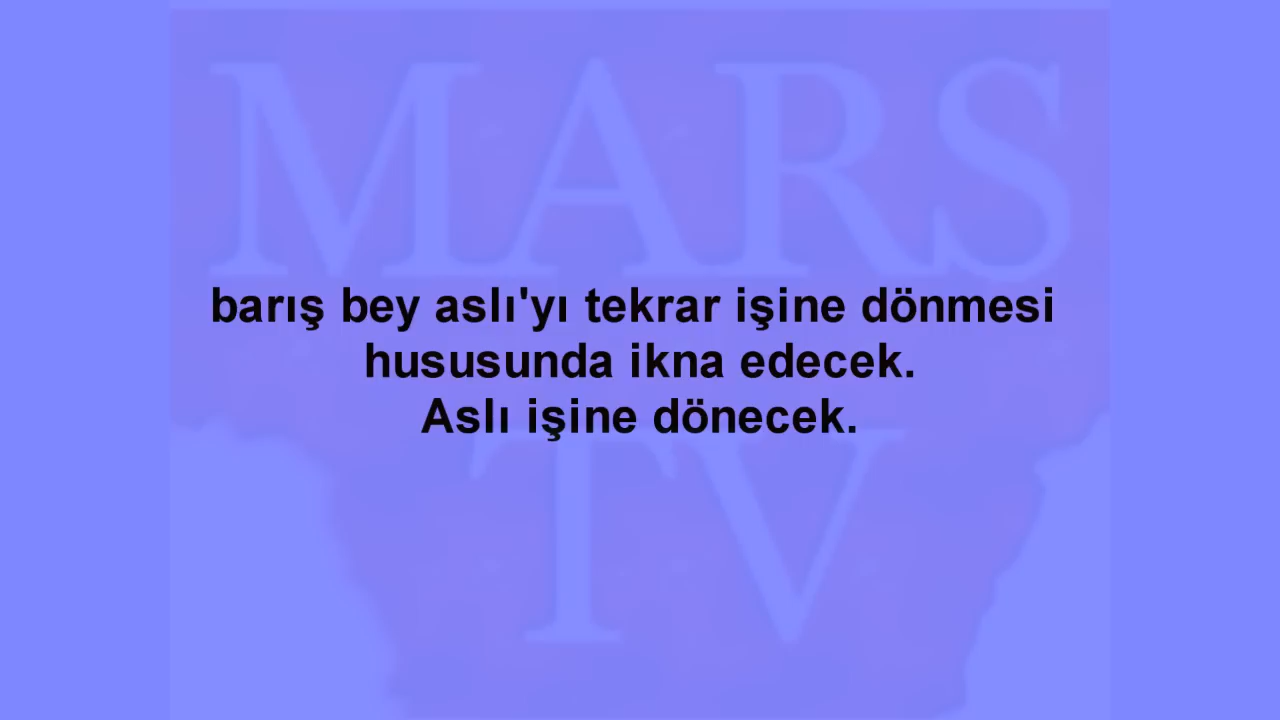 MARS
barış bey aslı'yı tekrar işine dönmesi
hususunda ikna edecek.
Aslı işine dönecek.
TV